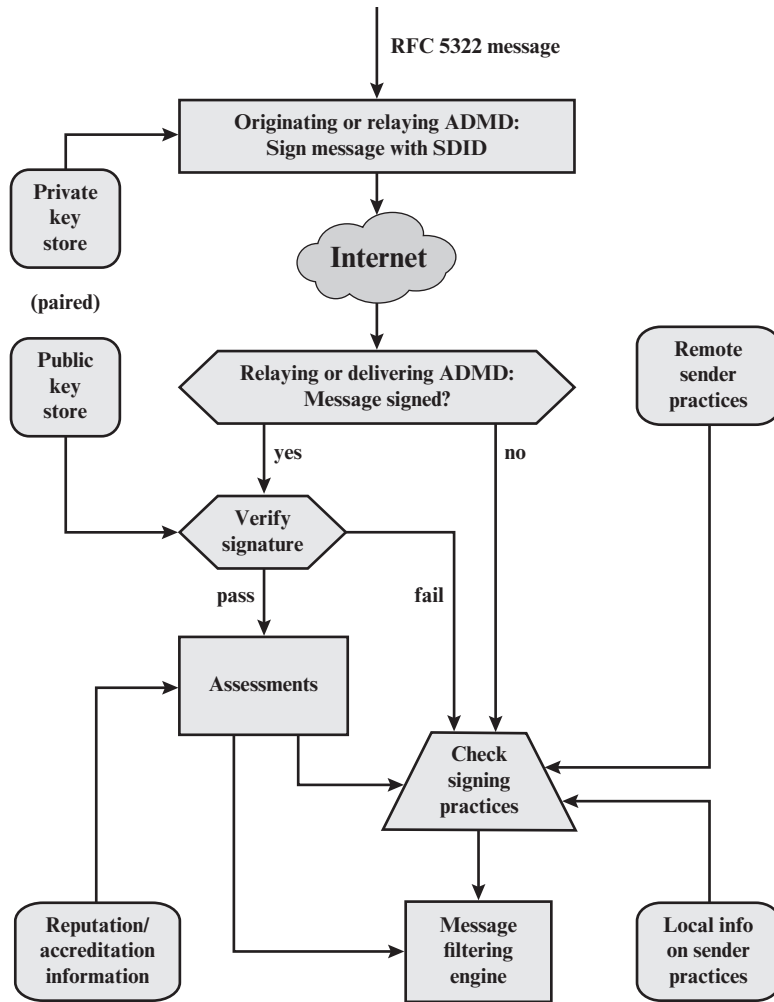 RFC 5322 message
Originating or relaying ADMD:
Sign message with SDID
Private
key
store
Internet
(paired)
Public
key
store
Relaying or delivering ADMD:
Message signed?
Remote
sender
practices
yes
no
Verify
signature
pass
fail
Assessments
Check
signing
practices
Reputation/
accreditation
information
Message
filtering
engine
Local info
on sender
practices